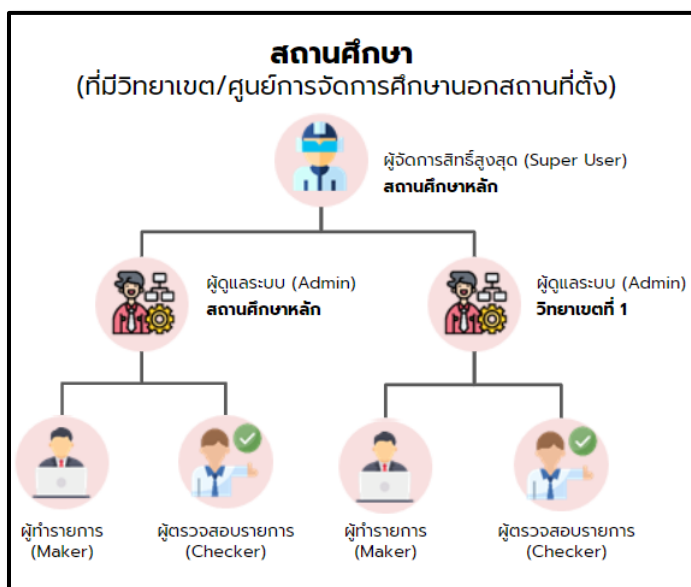 สถานศึกษา
(ที่มีวิทยาเขต/ศูนย์การจัดการศึกษานอกสถานที่ตั้ง)
ผู้จัดการสิทธิ์สูงสุด (Super User)
สถานศึกษาหลัก
ผู้ดูแลระบบ (Admin)
สถานศึกษาหลัก
ผู้ดูแลระบบ (Admin)
วิทยาเขตที่ 1
ผู้ทำรายการ
(Maker)
ผู้ตรวจสอบรายการ
(Checker)
ผู้ทำรายการ
(Maker)
ผู้ตรวจสอบรายการ
(Checker)